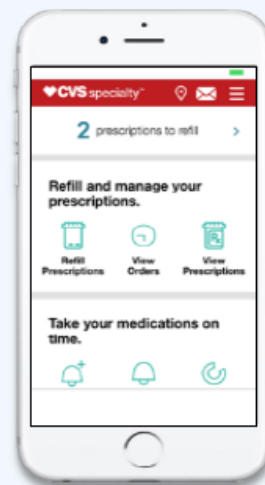 CVS specialty™
2 prescriptions to refill >
Refill and manage your
prescriptions.
Refill View View
Prescriptions Orders Prescriptions
Take your medications on
time.